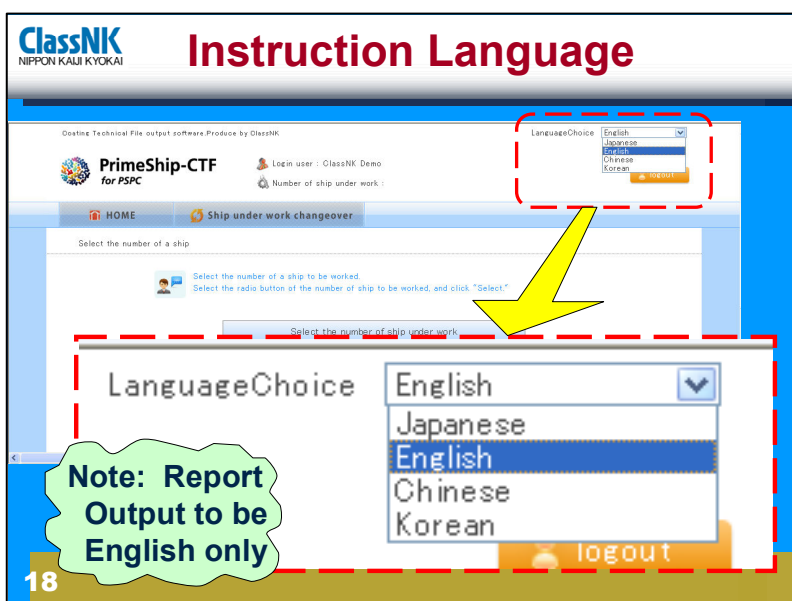 ClassNK
NIPPON KAIJI KYOKAI
Instruction Language
Coating Technical File output software.Produce by ClassNK
LanguageChoice English
Japanese
English
Chinese
Korean
logout
PrimeShip-CTF
for PSPC
Login user : ClassNK Demo
Number of ship under work :
HOME
Ship under work changeover
Select the number of a ship
Select the number of a ship to be worked.
Select the radio button of the number of ship to be worked, and click "Select."
Select the number of ship under work
LanguageChoice English
Japanese
English
Chinese
Korean
logout
Note: Report
Output to be
English only
18